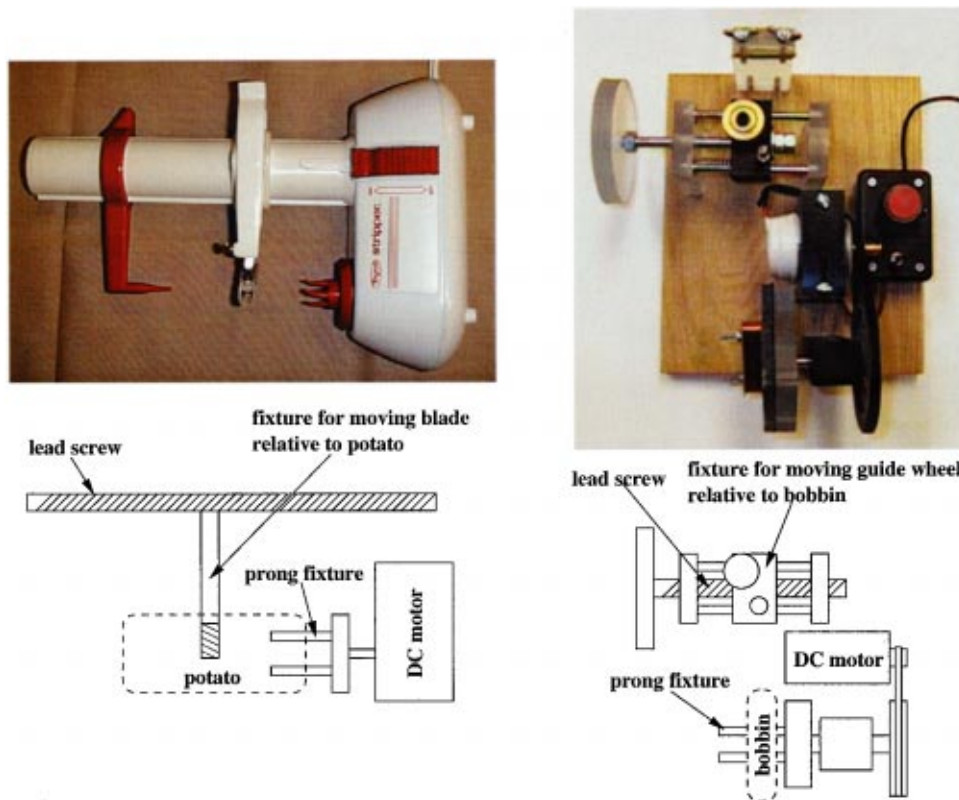 stripper
fixture for moving blade
relative to potato
lead screw
prong fixture
DC motor
potato
fixture for moving guide wheel
relative to bobbin
lead screw
DC motor
prong fixture
bobbin